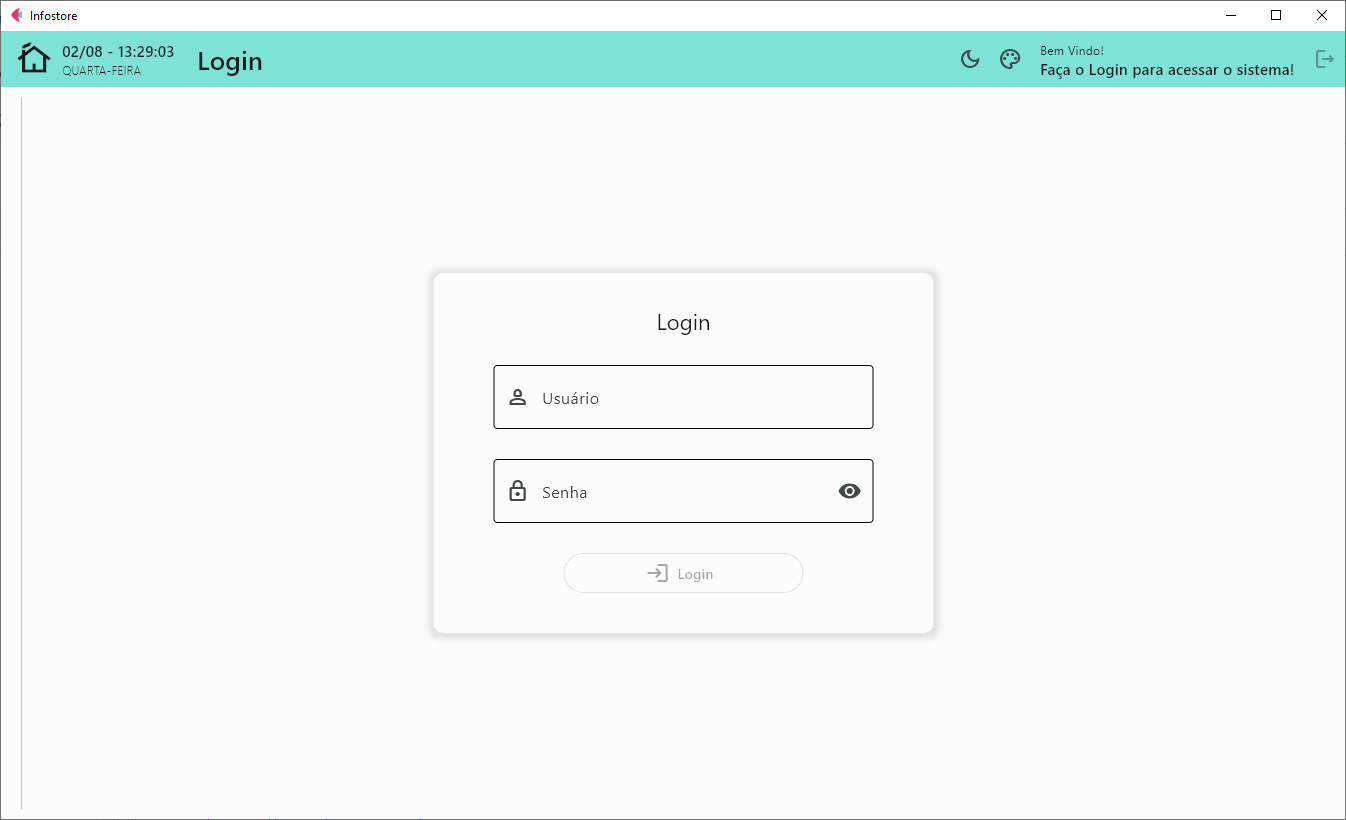 Infostore
02/08 - 13:29:03
QUARTA-FEIRA
Login
Bem Vindo!
Faça o Login para acessar o sistema!
Login
Usuário
Senha
Login